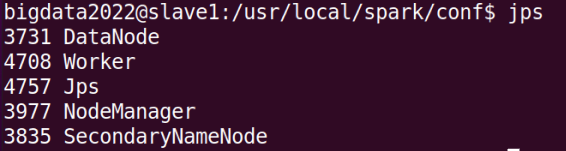 bigdata2022@slave1:/usr/local/spark/conf$ jps
3731 DataNode
4708 Worker
4757 Jps
3977 NodeManager
3835 SecondaryNameNode